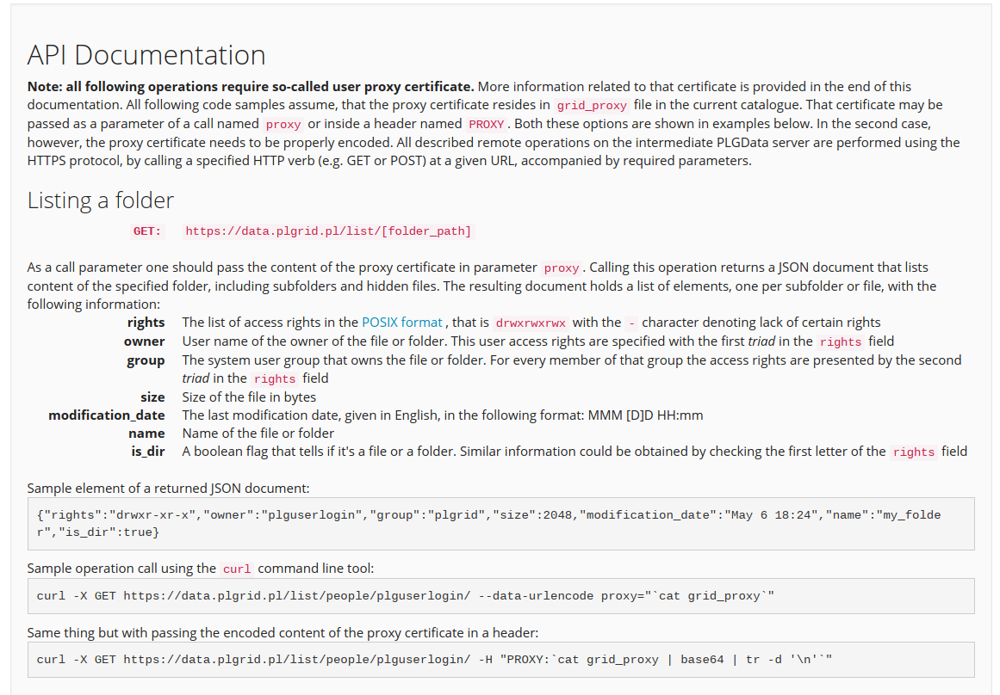 API Documentation
Note: all following operations require so-called user proxy certificate. More information related to that certificate is provided in the end of this
documentation. All following code samples assume, that the proxy certificate resides in grid_proxy file in the current catalogue. That certificate may be
passed as a parameter of a call named proxy or inside a header named PROXY. Both these options are shown in examples below. In the second case,
however, the proxy certificate needs to be properly encoded. All described remote operations on the intermediate PLGData server are performed using the
HTTPS protocol, by calling a specified HTTP verb (e.g. GET or POST) at a given URL, accompanied by required parameters.
Listing a folder
GET: https://data.plgrid.pl/list/[folder_path]
As a call parameter one should pass the content of the proxy certificate in parameter proxy. Calling this operation returns a JSON document that lists
content of the specified folder, including subfolders and hidden files. The resulting document holds a list of elements, one per subfolder or file, with the
following information:
rights The list of access rights in the POSIX format , that is drwxrwxrwx with the - character denoting lack of certain rights
owner User name of the owner of the file or folder. This user access rights are specified with the first triad in the rights field
group The system user group that owns the file or folder. For every member of that group the access rights are presented by the second
triad in the rights field
size Size of the file in bytes
modification_date The last modification date, given in English, in the following format: MMM [D]D HH:mm
name Name of the file or folder
is_dir A boolean flag that tells if it's a file or a folder. Similar information could be obtained by checking the first letter of the rights field
Sample element of a returned JSON document:
{"rights":"drwxr-xr-x","owner":"plguserlogin","group":"plgrid","size":2048,"modification_date":"May 6 18:24","name":"my_folde
r","is_dir":true}
Sample operation call using the curl command line tool:
curl -X GET https://data.plgrid.pl/list/people/plguserlogin/ --data-urlencode proxy="`cat grid_proxy`"
Same thing but with passing the encoded content of the proxy certificate in a header:
curl -X GET https://data.plgrid.pl/list/people/plguserlogin/ -H "PROXY:`cat grid_proxy | base64 | tr -d '\n'`"